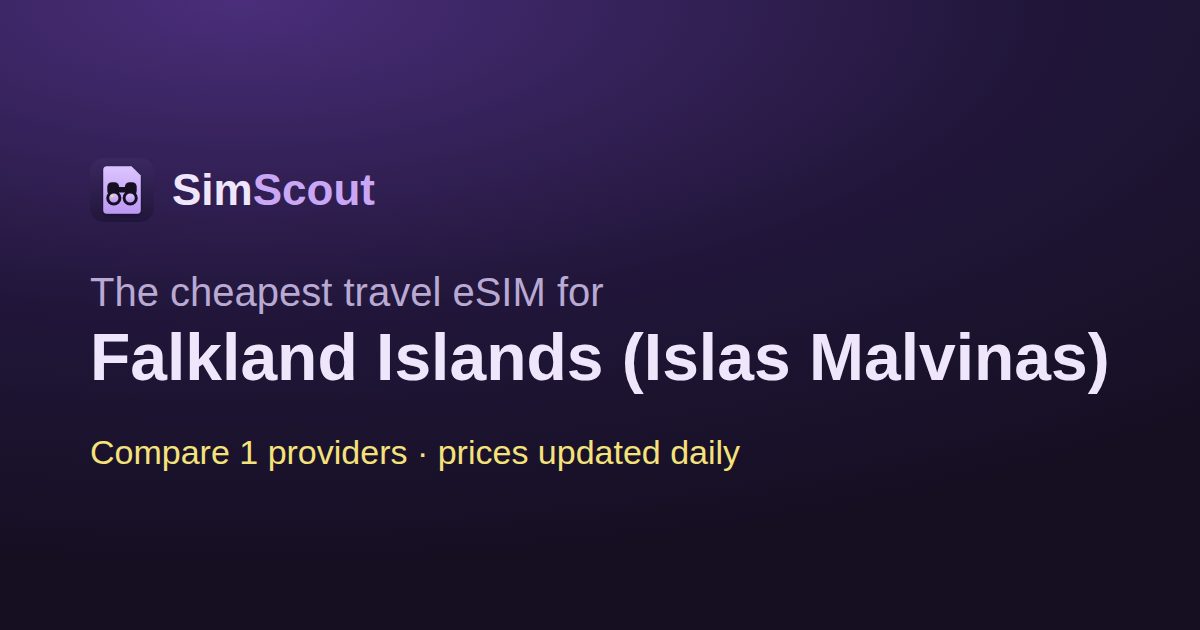 SimScout
The cheapest travel eSIM for
Falkland Islands (Islas Malvinas)
Compare 1 providers · prices updated daily